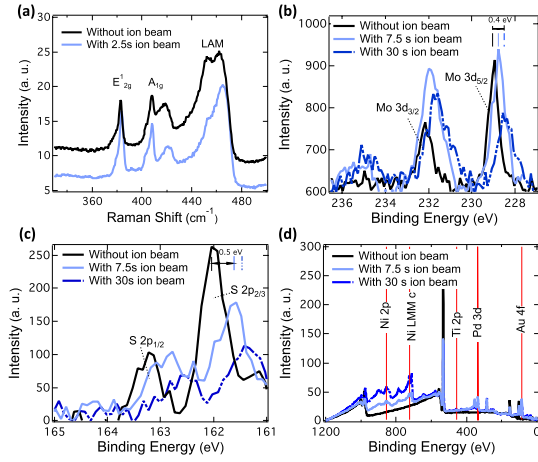 (a)
Without ion beam
With 2.5s ion beam
LAM
E¹2g
A1g
Intensity (a. u.)
30
25
20
15
10
5
360
400
440
480
Raman Shift (cm-1)
(b)
Without ion beam
With 7.5 s ion beam
With 30 s ion beam
0.4 eV
Mo 3d5/2
Mo 3d3/2
Intensity (a. u.)
1000
900
800
700
600
236
234
232
230
228
Binding Energy (eV)
(c)
Without ion beam
With 7.5s ion beam
With 30s ion beam
0.5 eV
S 2p2/3
S 2p1/2
Intensity (a. u.)
250
200
150
100
50
0
165
164
163
162
161
Binding Energy (eV)
(d)
Without ion beam
With 7.5 s ion beam
With 30 s ion beam
Ni 2p
Ni LMM c-
Ti 2p
Pd 3d
Au 4f
Intensity (a. u.)
300
250
200
150
100
50
0
1200
800
400
0
Binding Energy (eV)